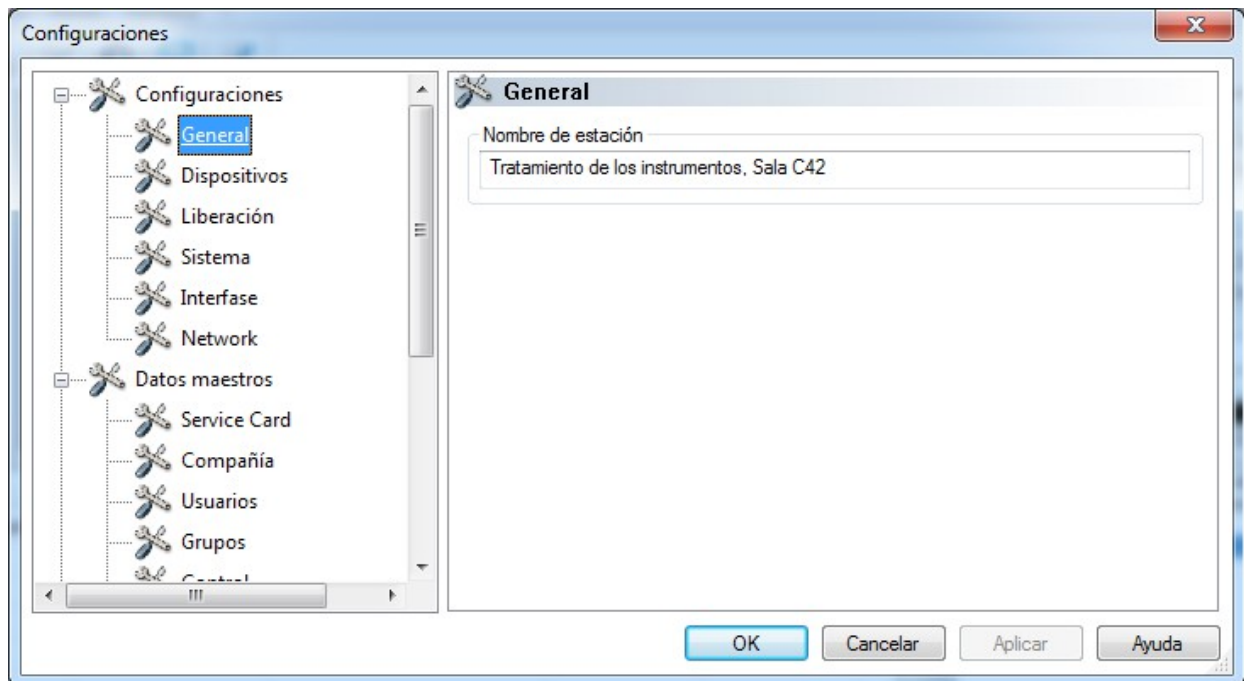 Configuraciones
Configuraciones
General
Dispositivos
Liberación
Sistema
Interfase
Network
Datos maestros
Service Card
Compañía
Usuarios
Grupos
General
Nombre de estación
Tratamiento de los instrumentos, Sala C42
OK
Cancelar
Aplicar
Ayuda